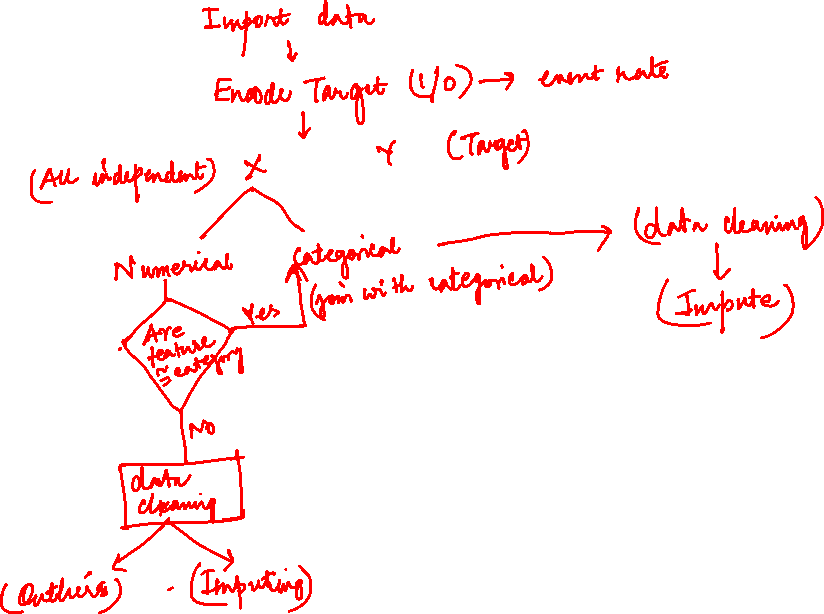 Import data
Encode Target (1/0) → event rate
Y (Target)
(All independent) X
Numerical
Categorical
(join with categorical)
(data cleaning)
(Impute)
Yes
Are
feature
≈ category
NO
data
cleaning
(Outliers) (Imputing)